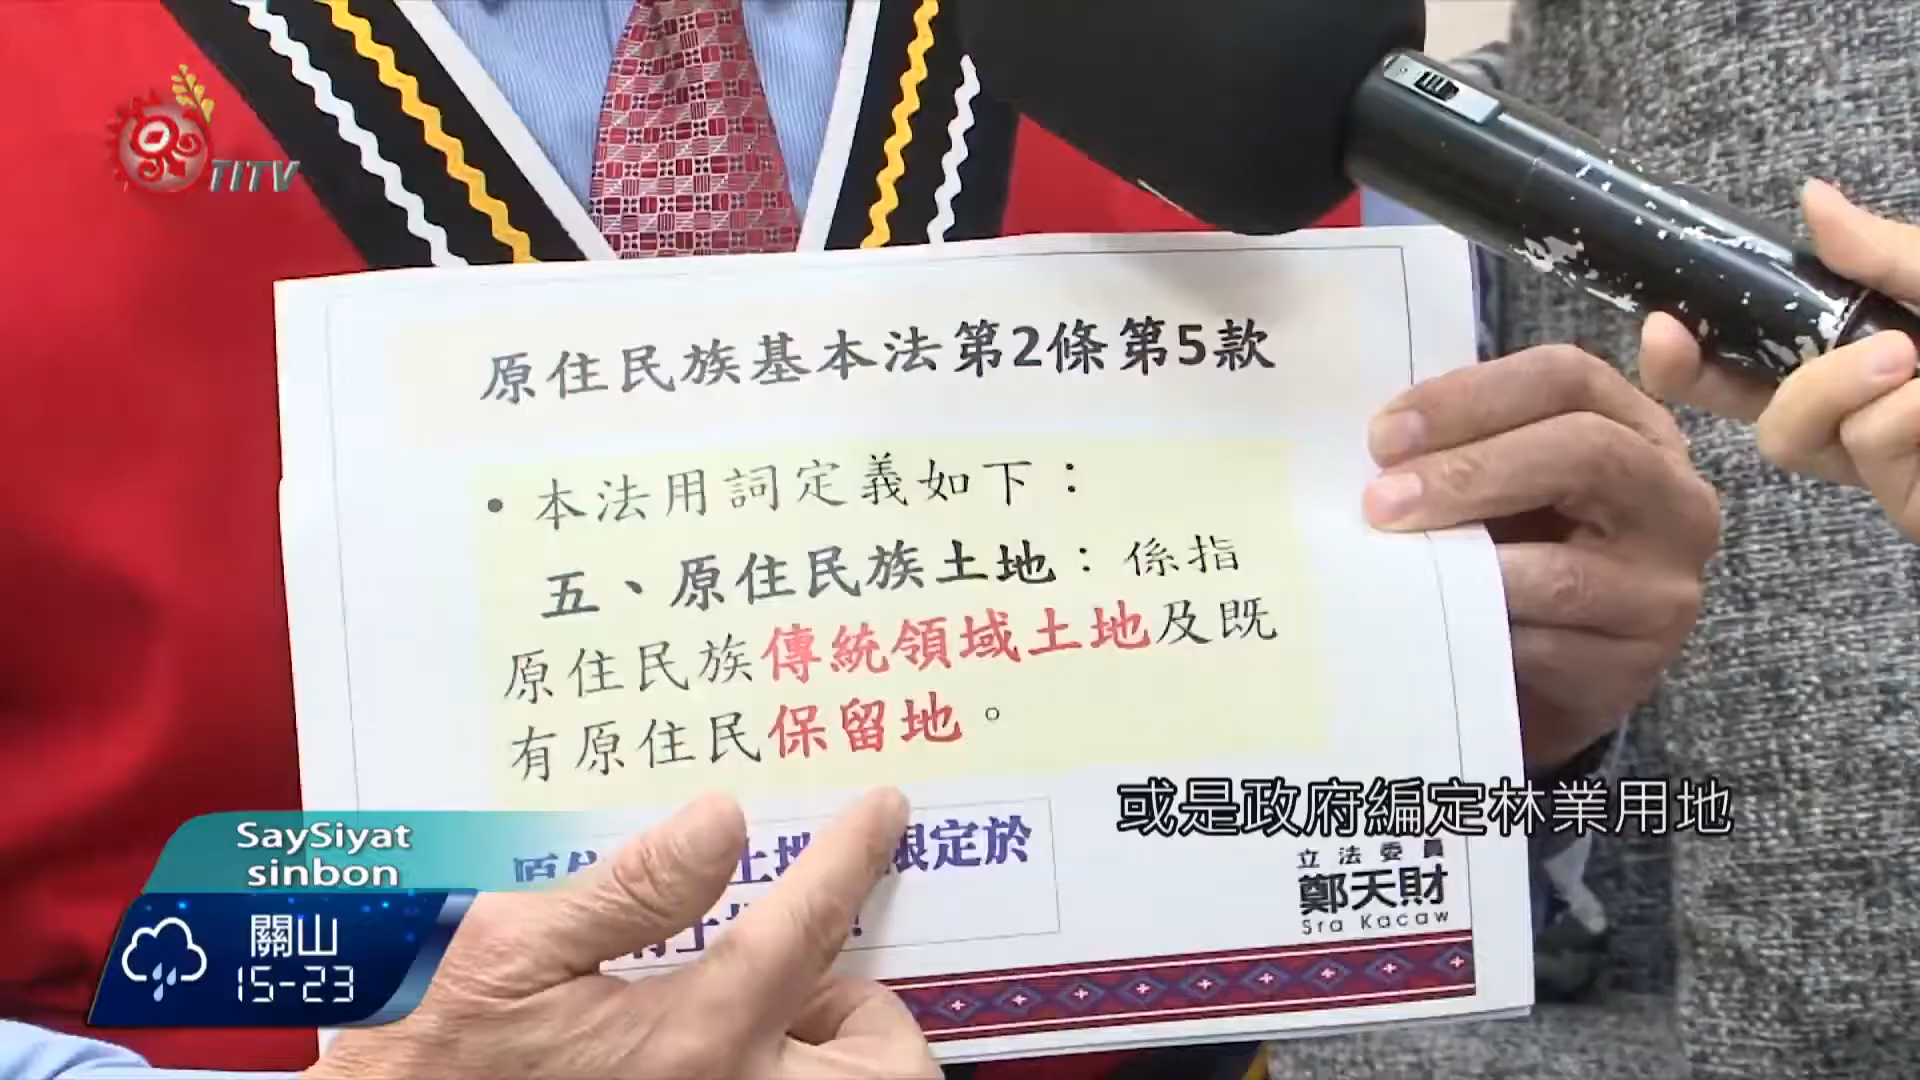 TITV
原住民族基本法第2條第5款
• 本法用詞定義如下：
五、原住民族土地：係指
原住民族傳統領域土地及既
有原住民保留地。
限定於
或是政府編定林業用地
立法委員
鄭天財
Sra Kacaw
SaySiyat
sinbon
關山
15-23